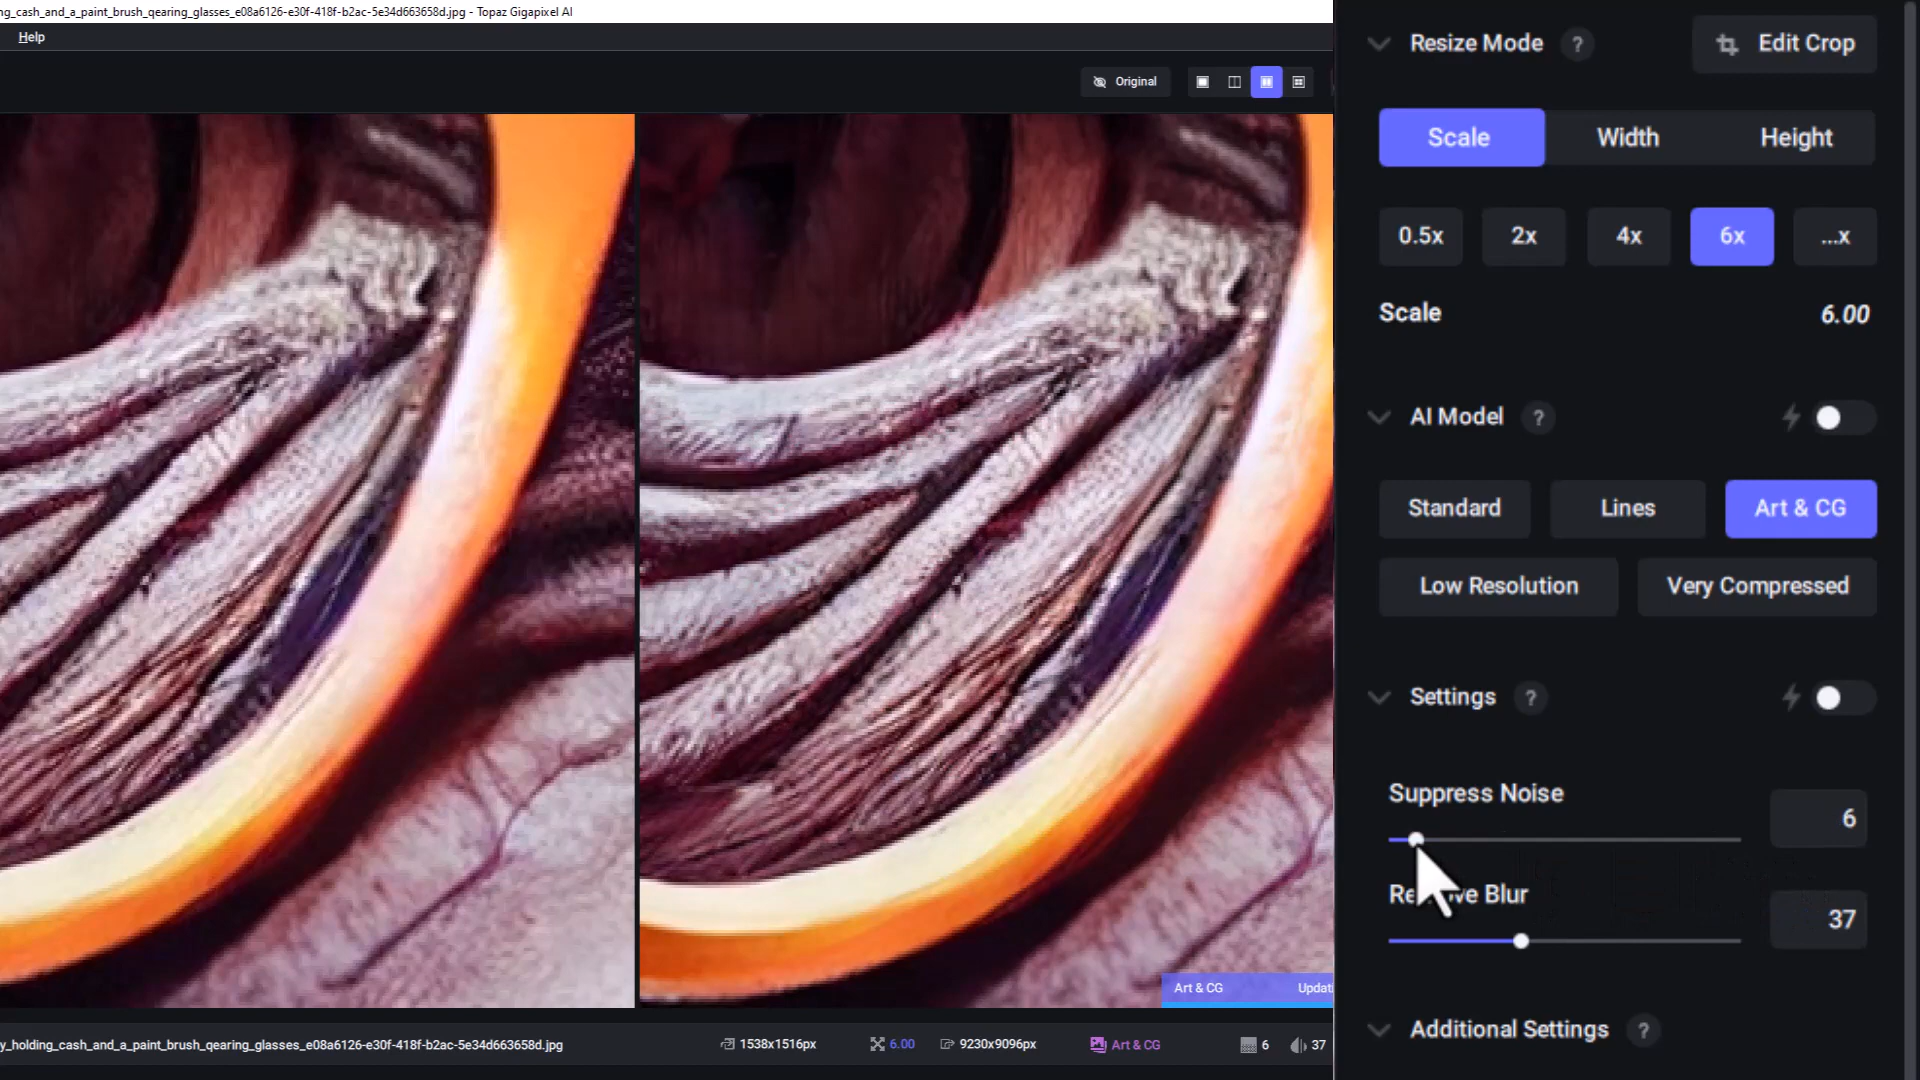 ng_cash_and_a_paint_brush_qearing_glasses_e08a6126-e30f-418f-b2ac-5e34d663658d.jpg - Topaz Gigapixel AI
Help
Original
Resize Mode ? Edit Crop
Scale Width Height
0.5x 2x 4x 6x ...x
Scale 6.00
AI Model ?
Standard Lines Art & CG
Low Resolution Very Compressed
Settings ?
Suppress Noise 6
Blur 37
Additional Settings ?
Art & CG Updati
y_holding_cash_and_a_paint_brush_qearing_glasses_e08a6126-e30f-418f-b2ac-5e34d663658d.jpg 1538x1516px 6.00 9230x9096px Art & CG 6 37